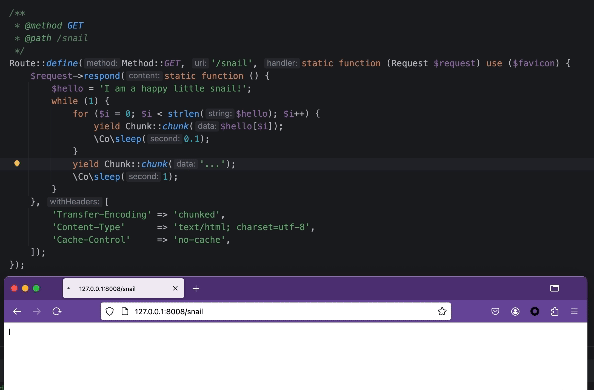 /**
* @method GET
* @path /snail
*/
Route::define( method: Method::GET, uri: '/snail', handler: static function (Request $request) use ($favicon) {
$request->respond( content: static function () {
$hello = 'I am a happy little snail!';
while (1) {
for ($i = 0; $i < strlen( string: $hello); $i++) {
yield Chunk::chunk( data: $hello[$i]);
\Co\sleep( second: 0.1);
}
yield Chunk::chunk( data: '...');
\Co\sleep( second: 1);
}
}, withHeaders: [
'Transfer-Encoding' => 'chunked',
'Content-Type' => 'text/html; charset=utf-8',
'Cache-Control' => 'no-cache',
]);
});
127.0.0.1:8008/snail
127.0.0.1:8008/snail
I